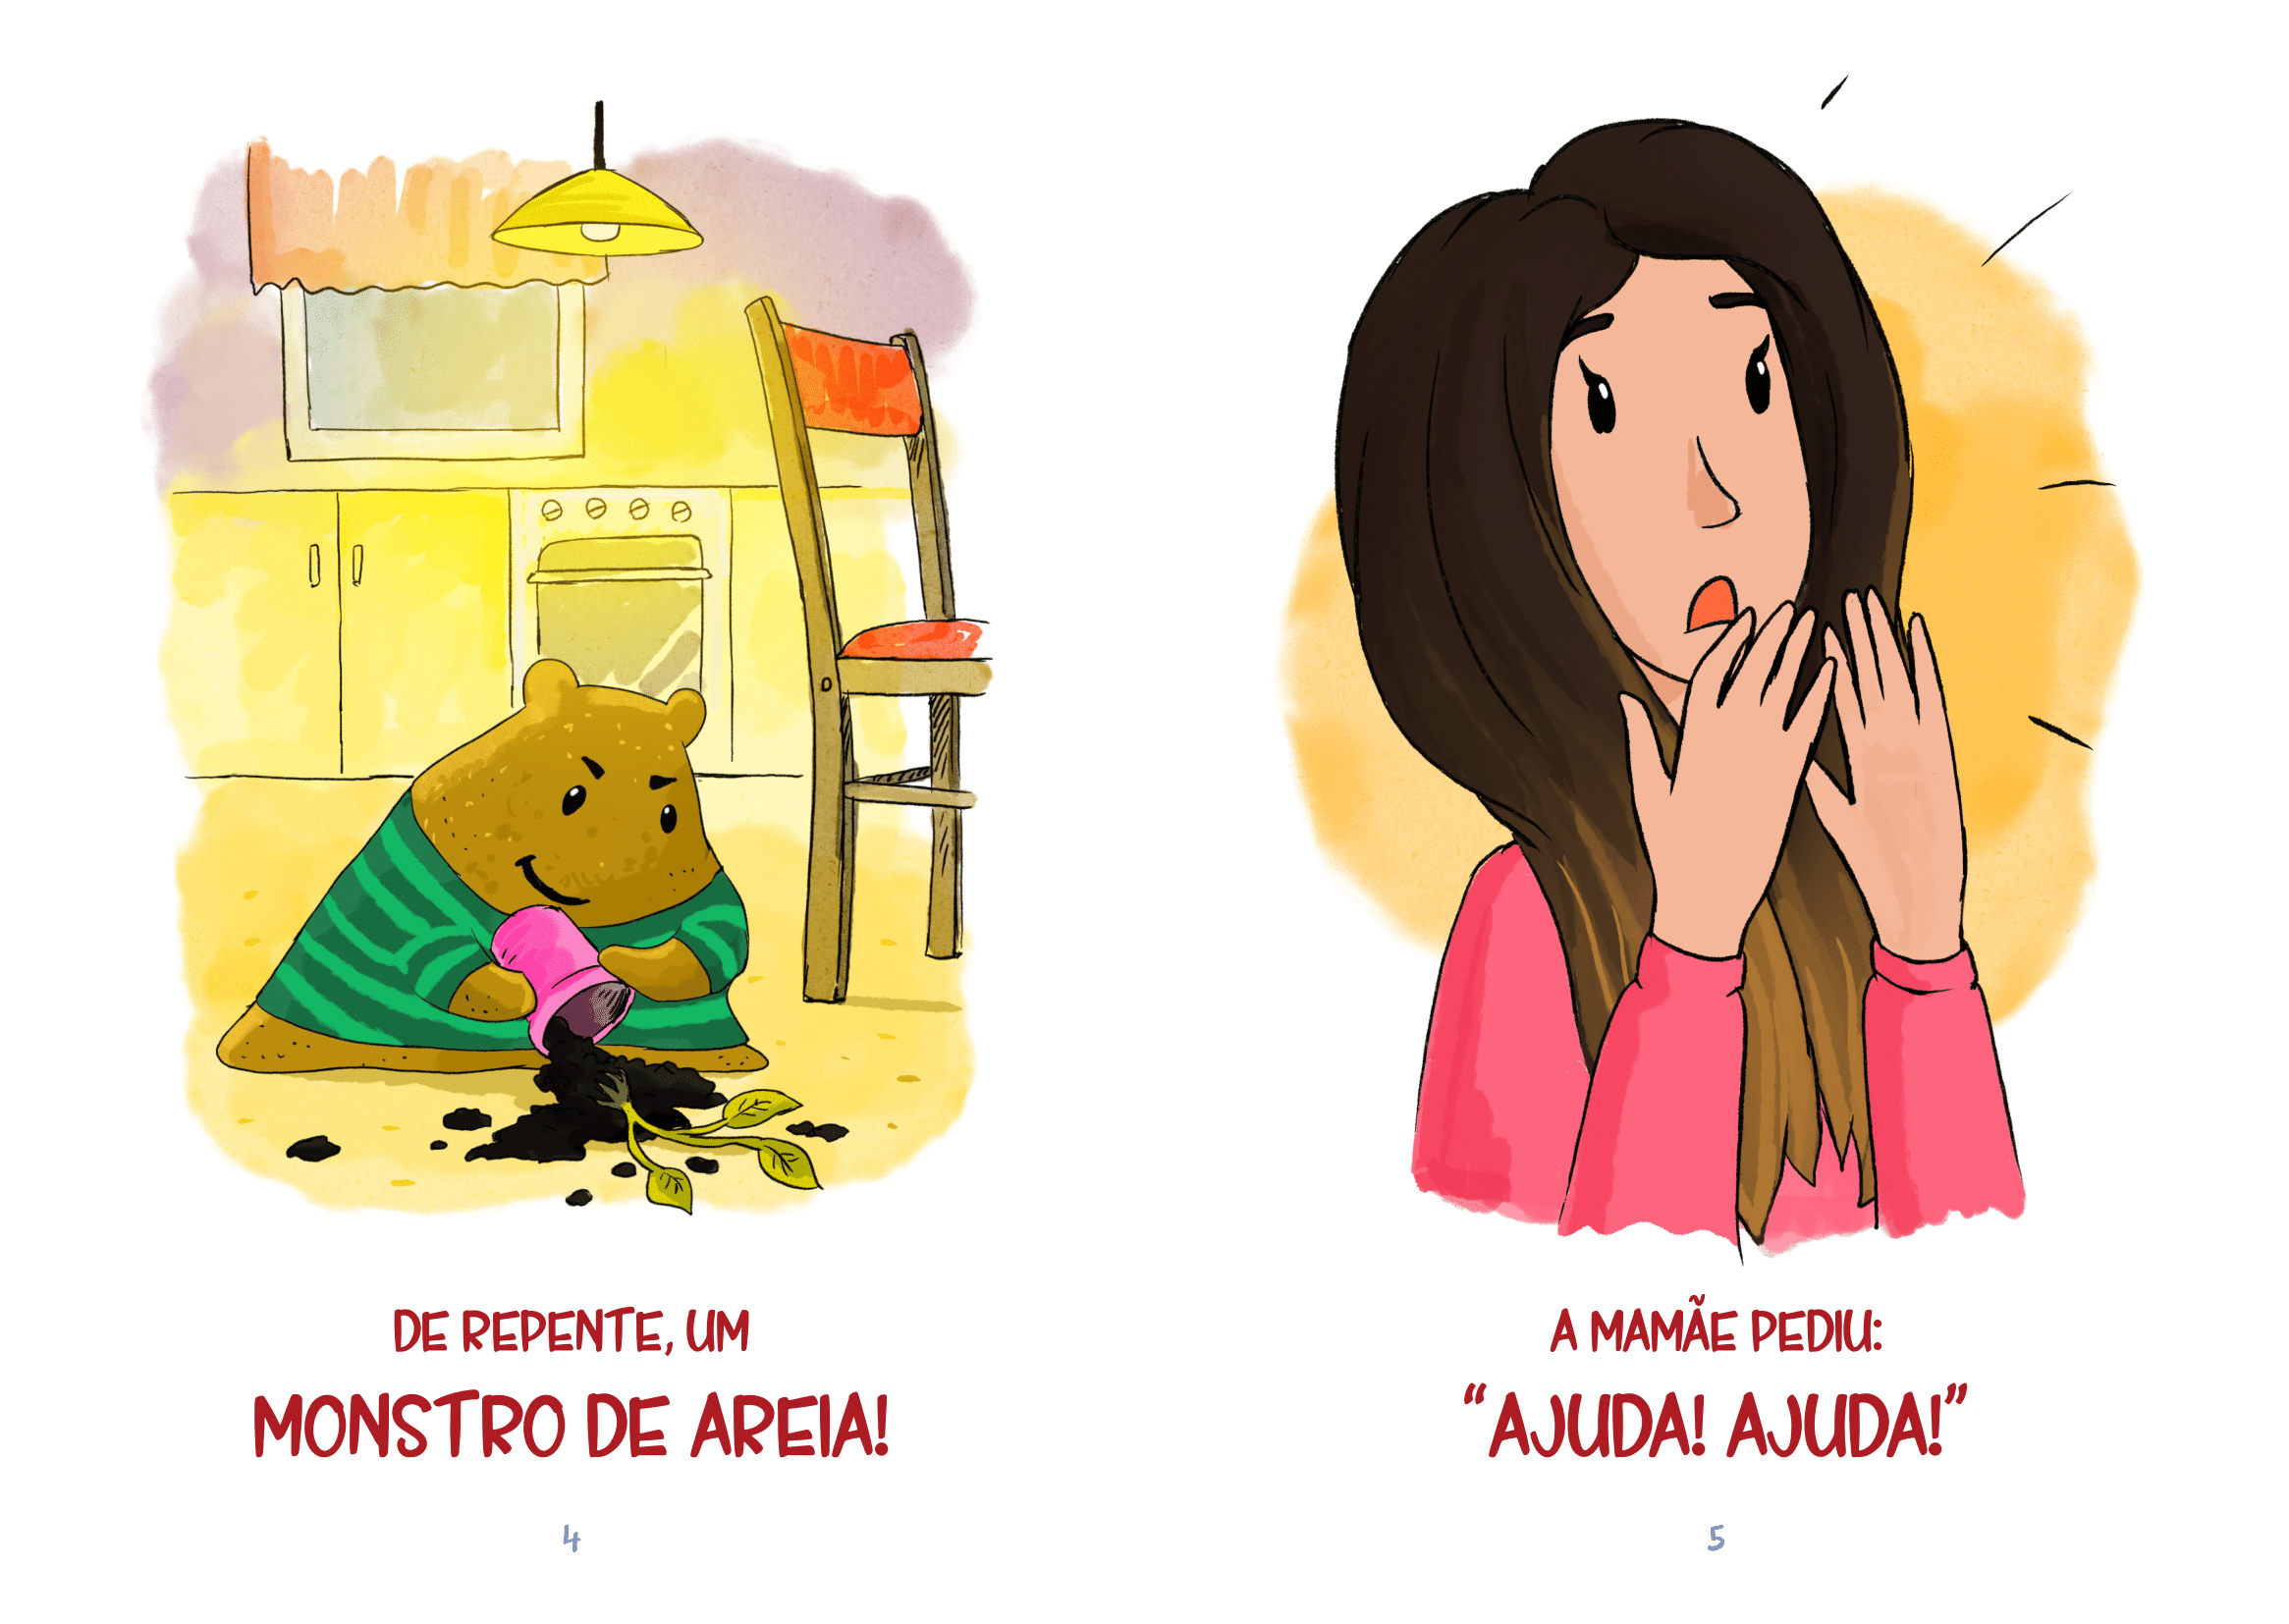 DE REPENTE, UM
MONSTRO DE AREIA!
4
A MAMÃE PEDIU:
“AJUDA! AJUDA!”
5